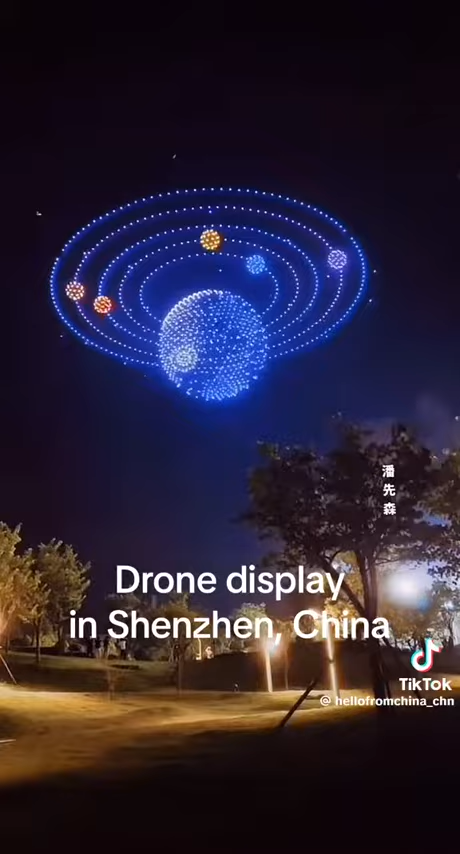 潘先森
Drone display
in Shenzhen, China
TikTok
@ hellofromchina_chn